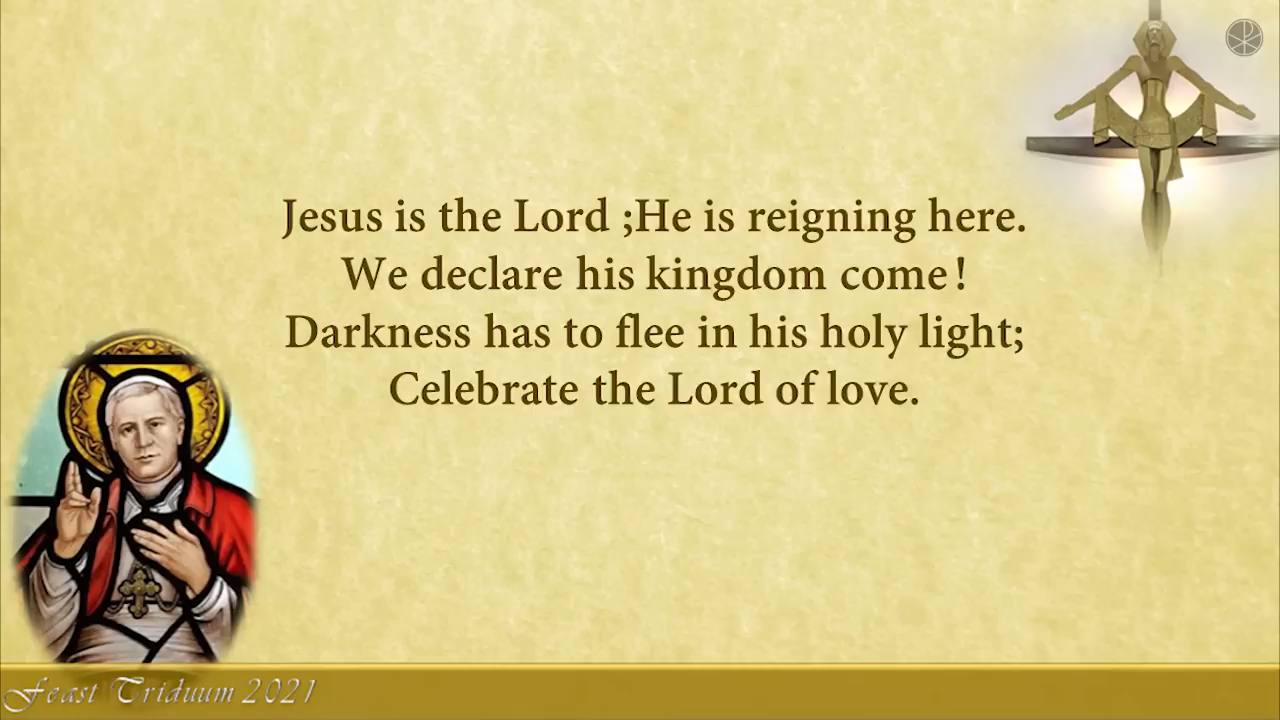 Jesus is the Lord ;He is reigning here.
We declare his kingdom come!
Darkness has to flee in his holy light;
Celebrate the Lord of love.
Feast Triduum 2021